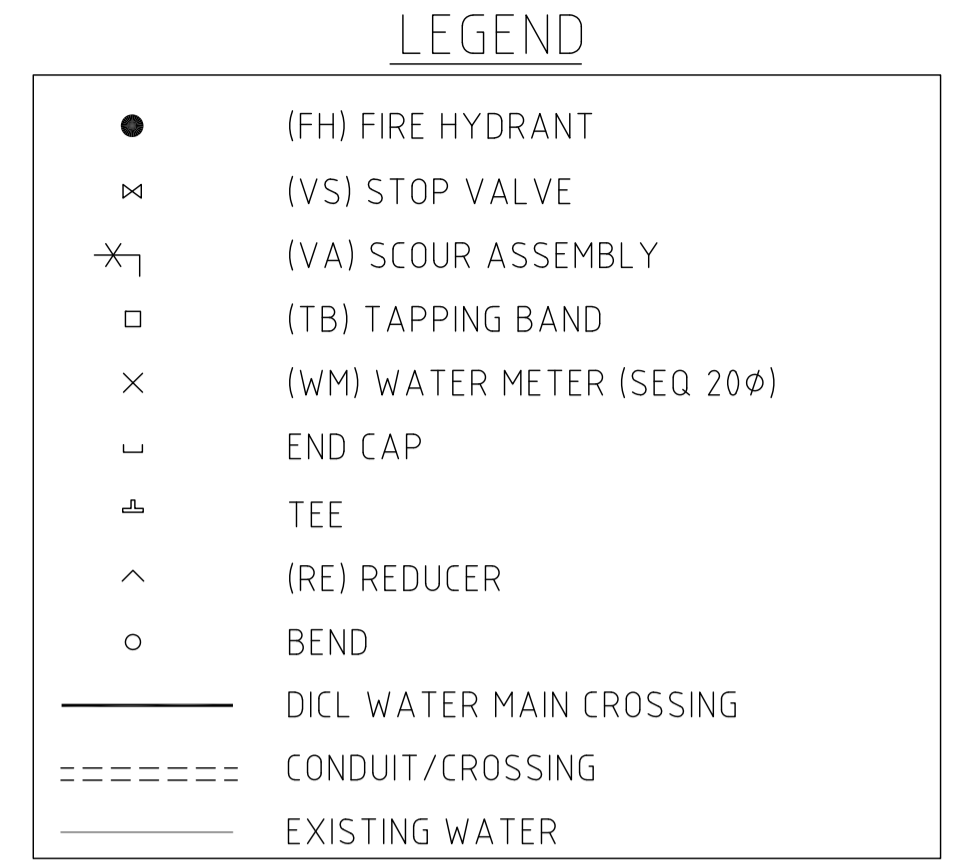 LEGEND
(FH) FIRE HYDRANT
(VS) STOP VALVE
(VA) SCOUR ASSEMBLY
(TB) TAPPING BAND
(WM) WATER METER (SEQ 20Ø)
END CAP
TEE
(RE) REDUCER
BEND
DICL WATER MAIN CROSSING
CONDUIT/CROSSING
EXISTING WATER